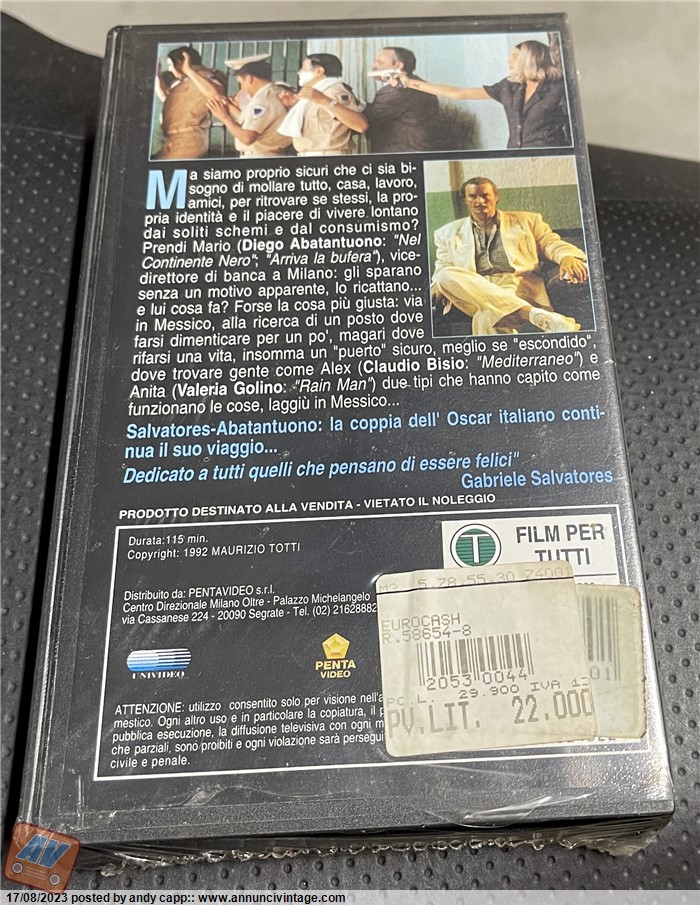 Ma siamo proprio sicuri che ci sia bi-
sogno di mollare tutto, casa, lavoro,
amici, per ritrovare se stessi, la pro-
pria identità e il piacere di vivere lontano
dai soliti schemi e dal consumismo?
Prendi Mario (Diego Abatantuono: "Nel
Continente Nero"; "Arriva la bufera"), vice-
direttore di banca a Milano: gli sparano
senza un motivo apparente, lo ricattano...
e lui cosa fa? Forse la cosa più giusta: via
in Messico, alla ricerca di un posto dove
farsi dimenticare per un po', magari dove
rifarsi una vita, insomma un "puerto" sicuro, meglio se "escondido",
dove trovare gente come Alex (Claudio Bisio: "Mediterraneo") e
Anita (Valeria Golino: "Rain Man") due tipi che hanno capito come
funzionano le cose, laggiù in Messico...
Salvatores-Abatantuono: la coppia dell' Oscar italiano conti-
nua il suo viaggio...
Dedicato a tutti quelli che pensano di essere felici"
Gabriele Salvatores
PRODOTTO DESTINATO ALLA VENDITA - VIETATO IL NOLEGGIO
Durata:115 min.
Copyright: 1992 MAURIZIO TOTTI
T
FILM PER
TUTTI
Distribuito da: PENTAVIDEO s.r.l.
Centro Direzionale Milano Oltre - Palazzo Michelangelo
via Cassanese 224 - 20090 Segrate - Tel. (02) 21628882
UNIVIDEO
PENTA
VIDEO
EUROCASH
R.58654-8
2053 0044
29.900 IVA
PV.LIT. 22.000
01
ATTENZIONE: utilizzo consentito solo per visione
mestico. Ogni altro uso e in particolare la copiatura, il
pubblica esecuzione, la diffusione televisiva con ogni
che parziali, sono proibiti e ogni violazione sarà
civile e penale.
AV
17/08/2023 posted by andy capp:: www.annuncivintage.com